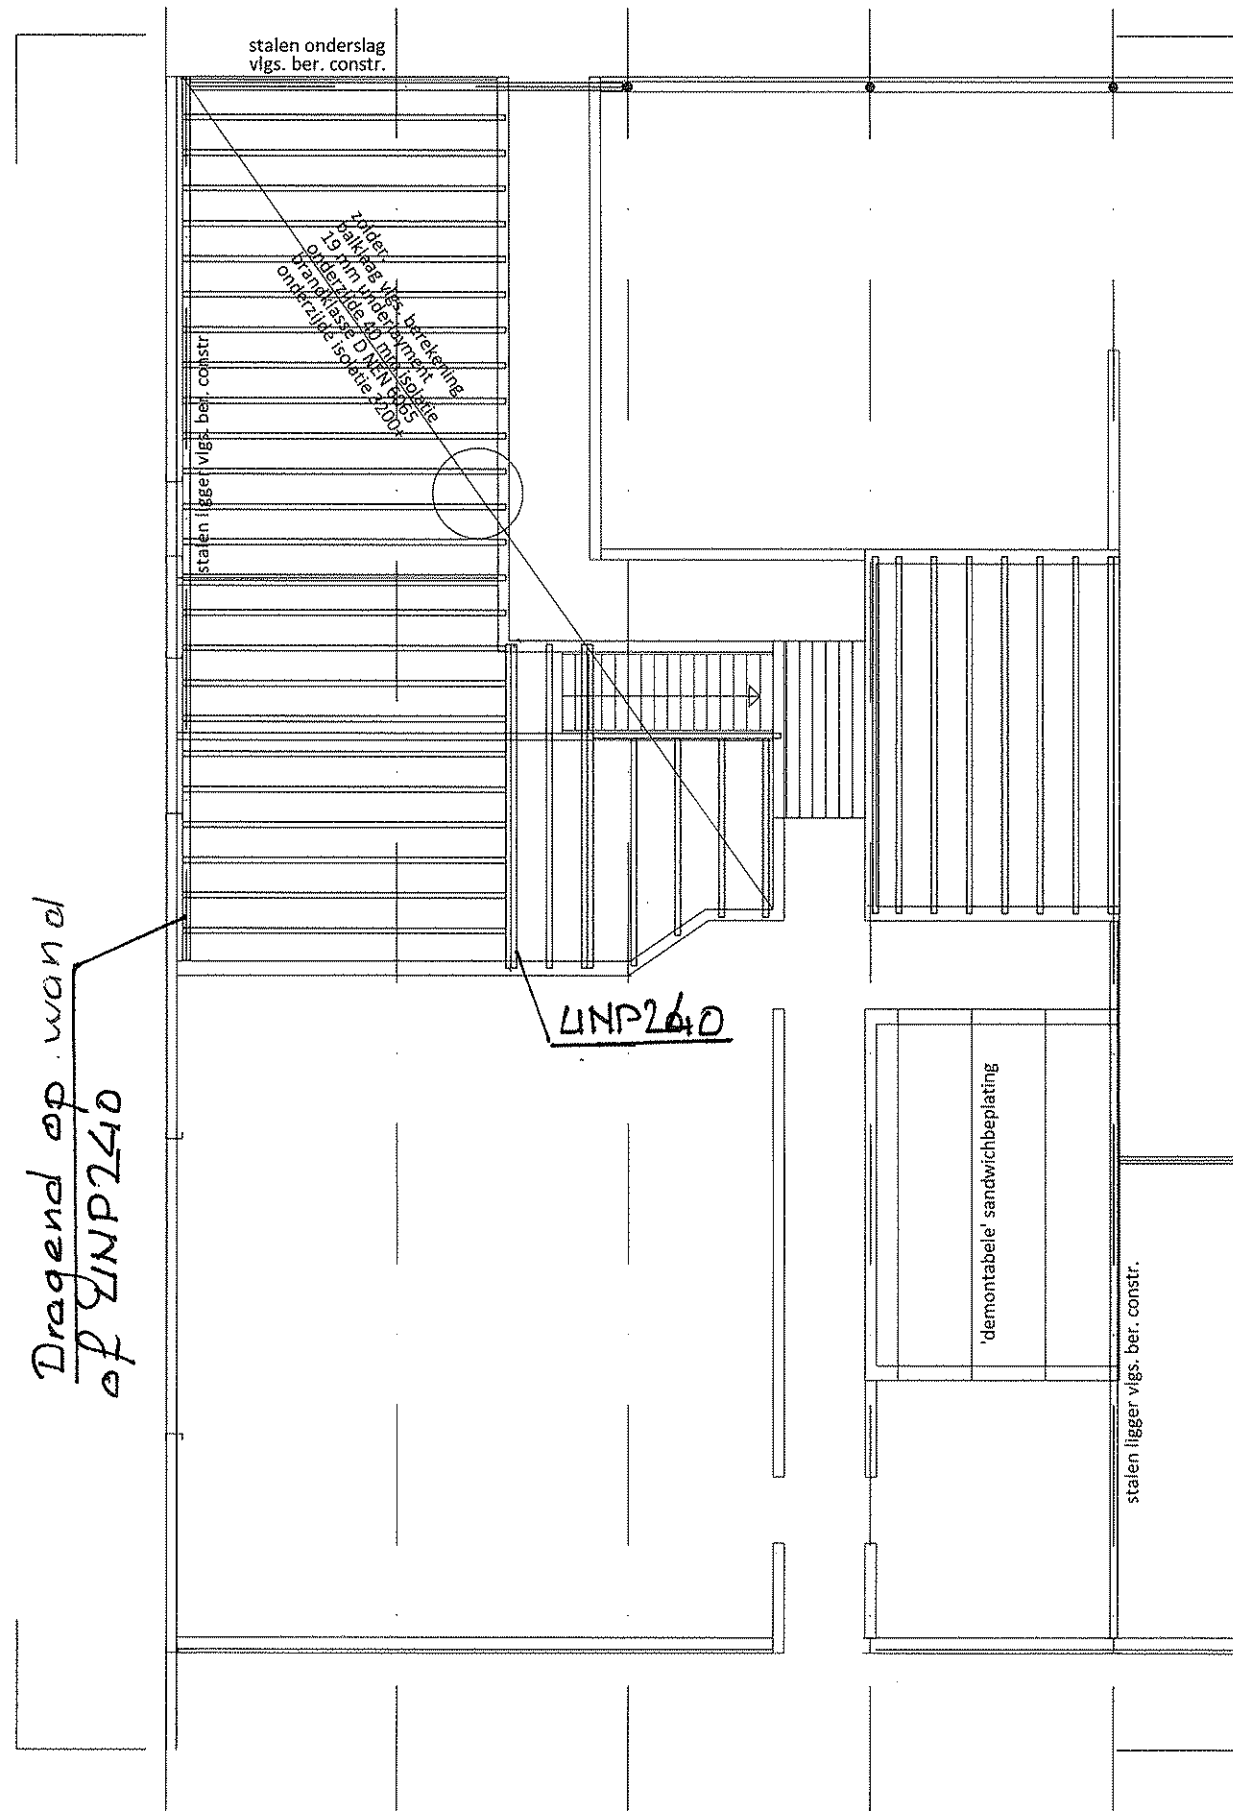 stalen onderslag
vlgs. ber. constr.
zolder,
balklaag vlgs. berekening
19 mm underlayment
onderzijde 40 mm isolatie
brandklasse D NEN 6065
onderzijde isolatie 3200+
stalen ligger vlgs. ber. constr
Dragend op wand
of UNP240
UNP240
'demontabele' sandwichbeplating
stalen ligger vlgs. ber. constr.